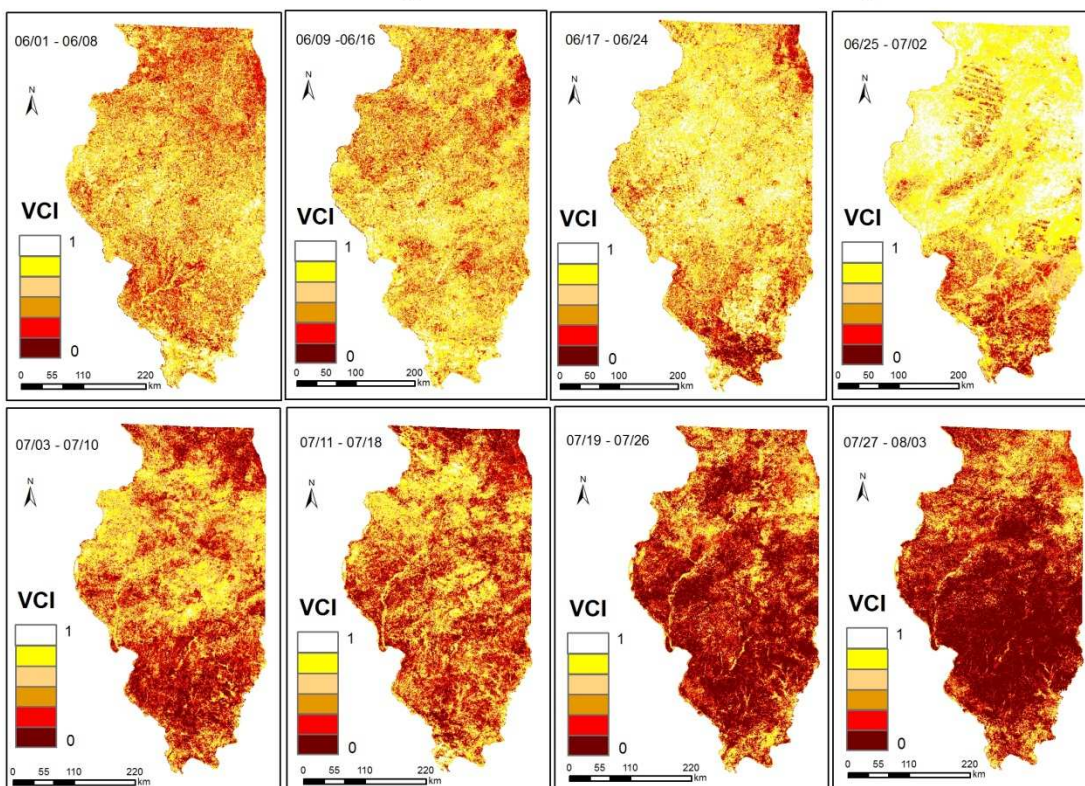 06/01 - 06/08
N
VCI
1
0
0 55 110 220
km
06/09 -06/16
N
VCI
1
0
0 50 100 200
km
06/17 - 06/24
N
VCI
1
0
0 50 100 200
km
06/25 - 07/02
N
VCI
1
0
0 50 100 200
km
07/03 - 07/10
N
VCI
1
0
0 55 110 220
km
07/11 - 07/18
N
VCI
1
0
0 55 110 220
km
07/19 - 07/26
N
VCI
1
0
0 55 110 220
km
07/27 - 08/03
N
VCI
1
0
0 55 110 220
km